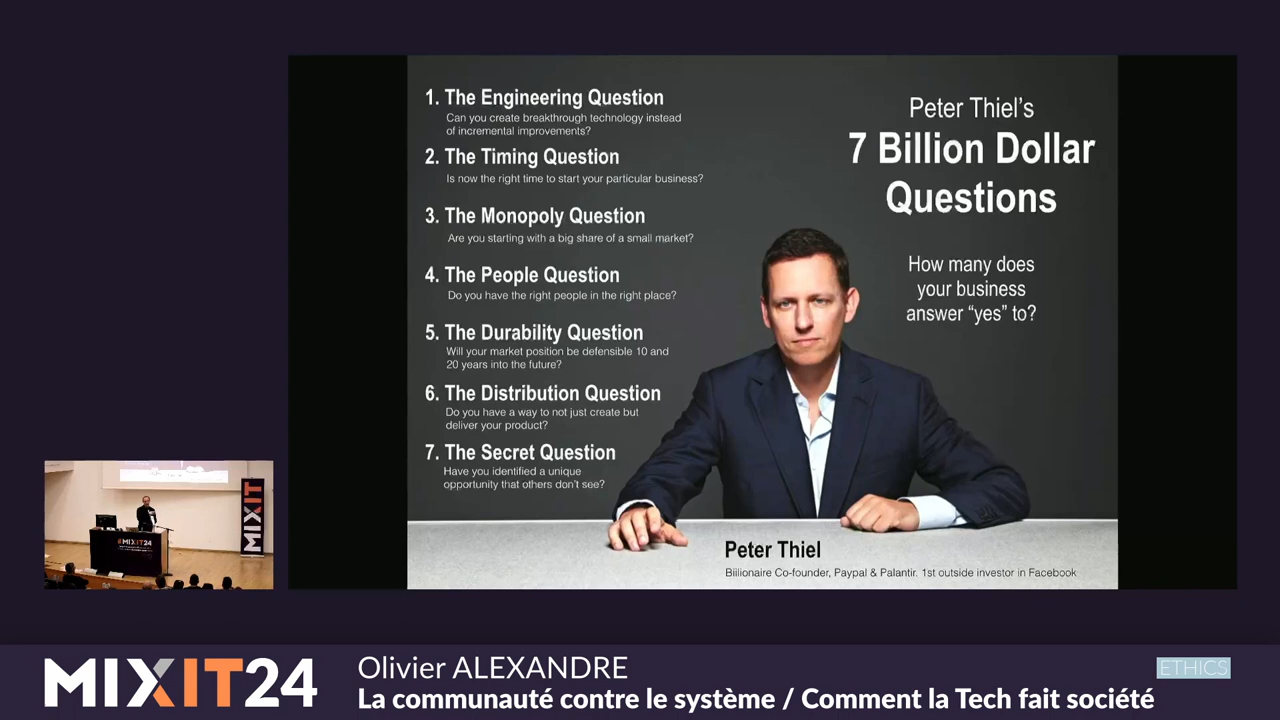 1. The Engineering Question
Can you create breakthrough technology instead
of incremental improvements?
2. The Timing Question
Is now the right time to start your particular business?
3. The Monopoly Question
Are you starting with a big share of a small market?
4. The People Question
Do you have the right people in the right place?
5. The Durability Question
Will your market position be defensible 10 and
20 years into the future?
6. The Distribution Question
Do you have a way to not just create but
deliver your product?
7. The Secret Question
Have you identified a unique
opportunity that others don't see?
Peter Thiel's
7 Billion Dollar
Questions
How many does
your business
answer “yes” to?
Peter Thiel
Biilionaire Co-founder, Paypal & Palantir. 1st outside investor in Facebook
MIXIT
#MIXIT24
MIXIT24
Olivier ALEXANDRE
La communauté contre le système / Comment la Tech fait société
ETHICS